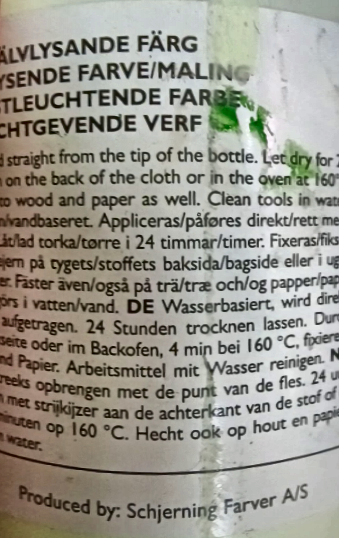 ÄLVLYSANDE FÄRG
YSENDE FARVE/MALING
TLEUCHTENDE FARBE
CHTGEVENDE VERF
d straight from the tip of the bottle. Let dry for 2
on the back of the cloth or in the oven at 160°
to wood and paper as well. Clean tools in wat
n/vandbaseret. Appliceras/påføres direkt/rett me
Låt/lad torka/tørre i 24 timmar/timer. Fixeras/fiks
ejern på tygets/stoffets baksida/bagside eller i ug
er. Fäster även/også på trä/træ och/og papper/pap
görs i vatten/vand. DE Wasserbasiert, wird dire
aufgetragen. 24 Stunden trocknen lassen. Durc
seite oder im Backofen, 4 min bei 160 °C, fixiere
nd Papier. Arbeitsmittel mit Wasser reinigen. N
reeks opbrengen met de punt van de fles. 24 u
n met strijkijzer aan de achterkant van de stof of
minuten op 160 °C. Hecht ook op hout en papie
n water.
Produced by: Schjerning Farver A/S